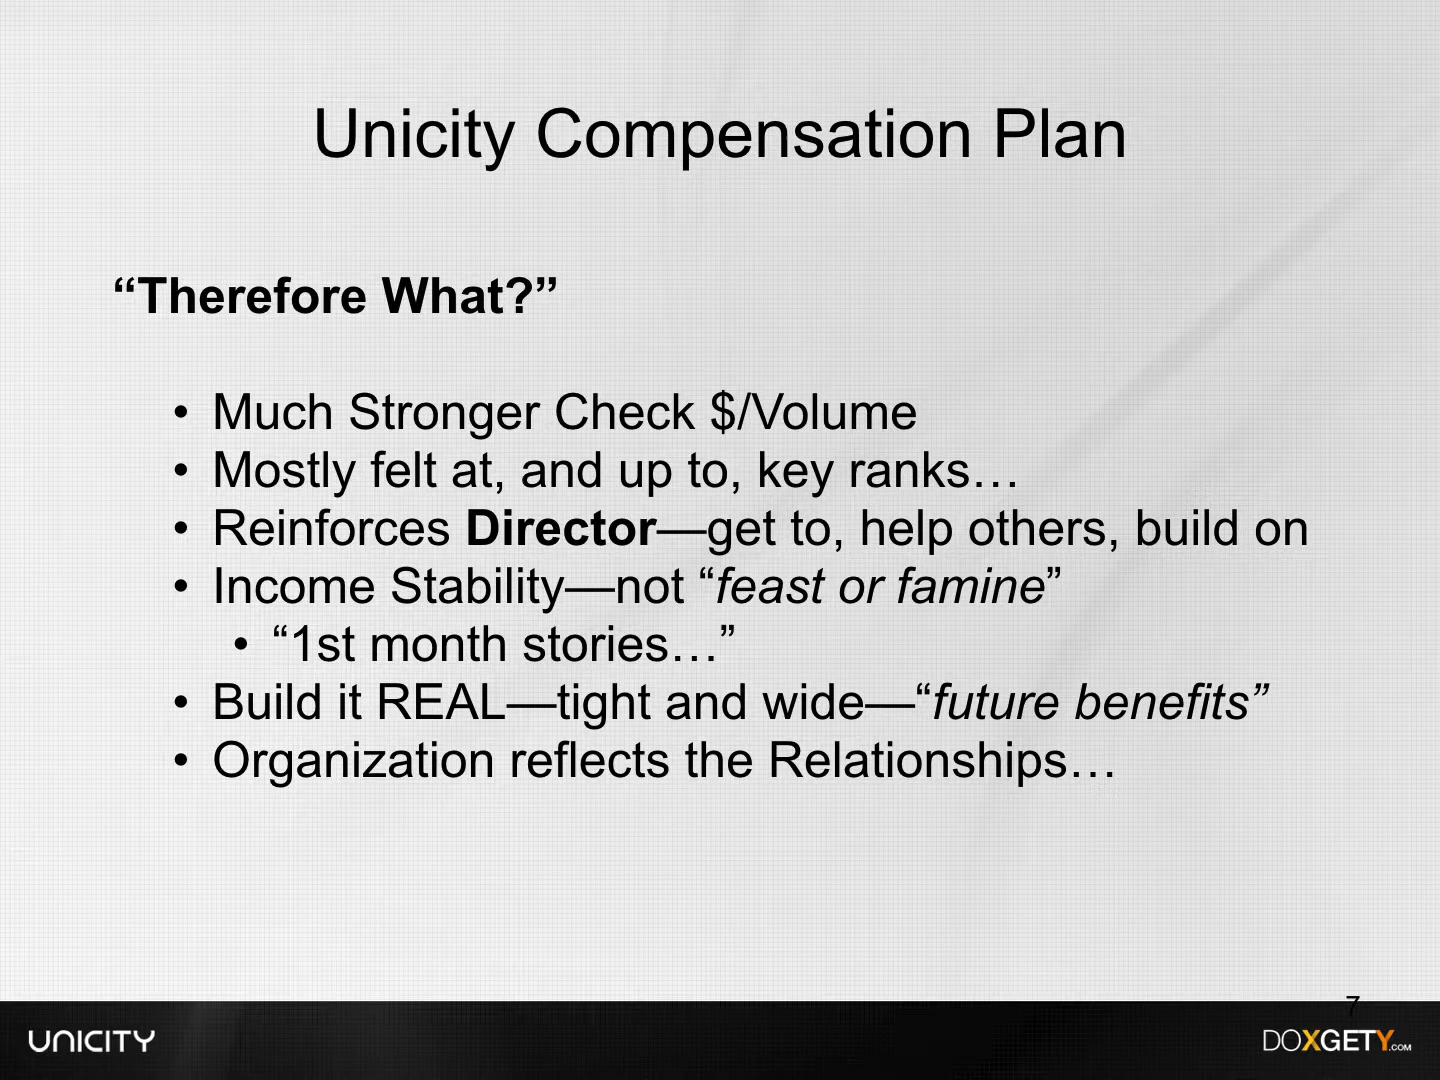 Unicity Compensation Plan
“Therefore What?”
• Much Stronger Check $/Volume
• Mostly felt at, and up to, key ranks…
• Reinforces Director—get to, help others, build on
• Income Stability—not “feast or famine”
• “1st month stories…”
• Build it REAL—tight and wide—“future benefits”
• Organization reflects the Relationships…
7
UNICITY
DOXGETY.COM